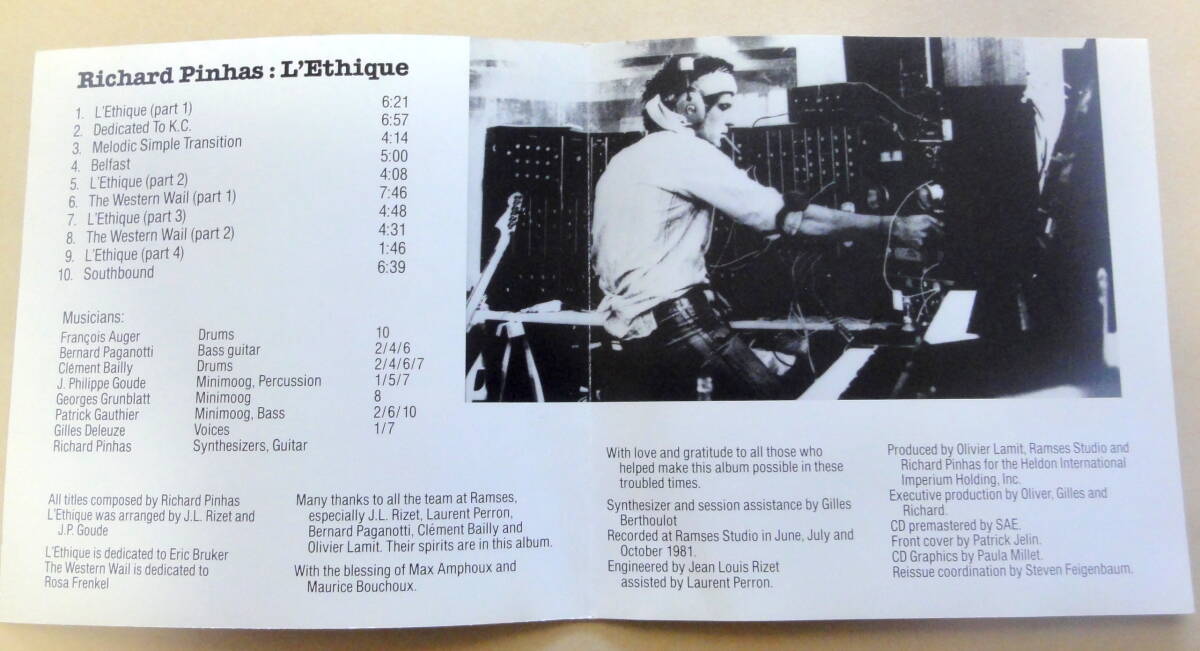 Richard Pinhas : L'Ethique
1. L'Ethique (part 1) 6:21
2. Dedicated To K.C. 6:57
3. Melodic Simple Transition 4:14
4. Belfast 5:00
5. L'Ethique (part 2) 4:08
6. The Western Wail (part 1) 7:46
7. L'Ethique (part 3) 4:48
8. The Western Wail (part 2) 4:31
9. L'Ethique (part 4) 1:46
10. Southbound 6:39
Musicians:
François Auger Drums 10
Bernard Paganotti Bass guitar 2/4/6
Clément Bailly Drums 2/4/6/7
J. Philippe Goude Minimoog, Percussion 1/5/7
Georges Grunblatt Minimoog 8
Patrick Gauthier Minimoog, Bass 2/6/10
Gilles Deleuze Voices 1/7
Richard Pinhas Synthesizers, Guitar
All titles composed by Richard Pinhas
L'Ethique was arranged by J.L. Rizet and
J.P. Goude
L'Ethique is dedicated to Eric Bruker
The Western Wail is dedicated to
Rosa Frenkel
Many thanks to all the team at Ramses,
especially J.L. Rizet, Laurent Perron,
Bernard Paganotti, Clément Bailly and
Olivier Lamit. Their spirits are in this album.
With the blessing of Max Amphoux and
Maurice Bouchoux.
With love and gratitude to all those who
helped make this album possible in these
troubled times.
Synthesizer and session assistance by Gilles
Berthoulot
Recorded at Ramses Studio in June, July and
October 1981.
Engineered by Jean Louis Rizet
assisted by Laurent Perron.
Produced by Olivier Lamit, Ramses Studio and
Richard Pinhas for the Heldon International
Imperium Holding, Inc.
Executive production by Oliver, Gilles and
Richard.
CD premastered by SAE.
Front cover by Patrick Jelin.
CD Graphics by Paula Millet.
Reissue coordination by Steven Feigenbaum.